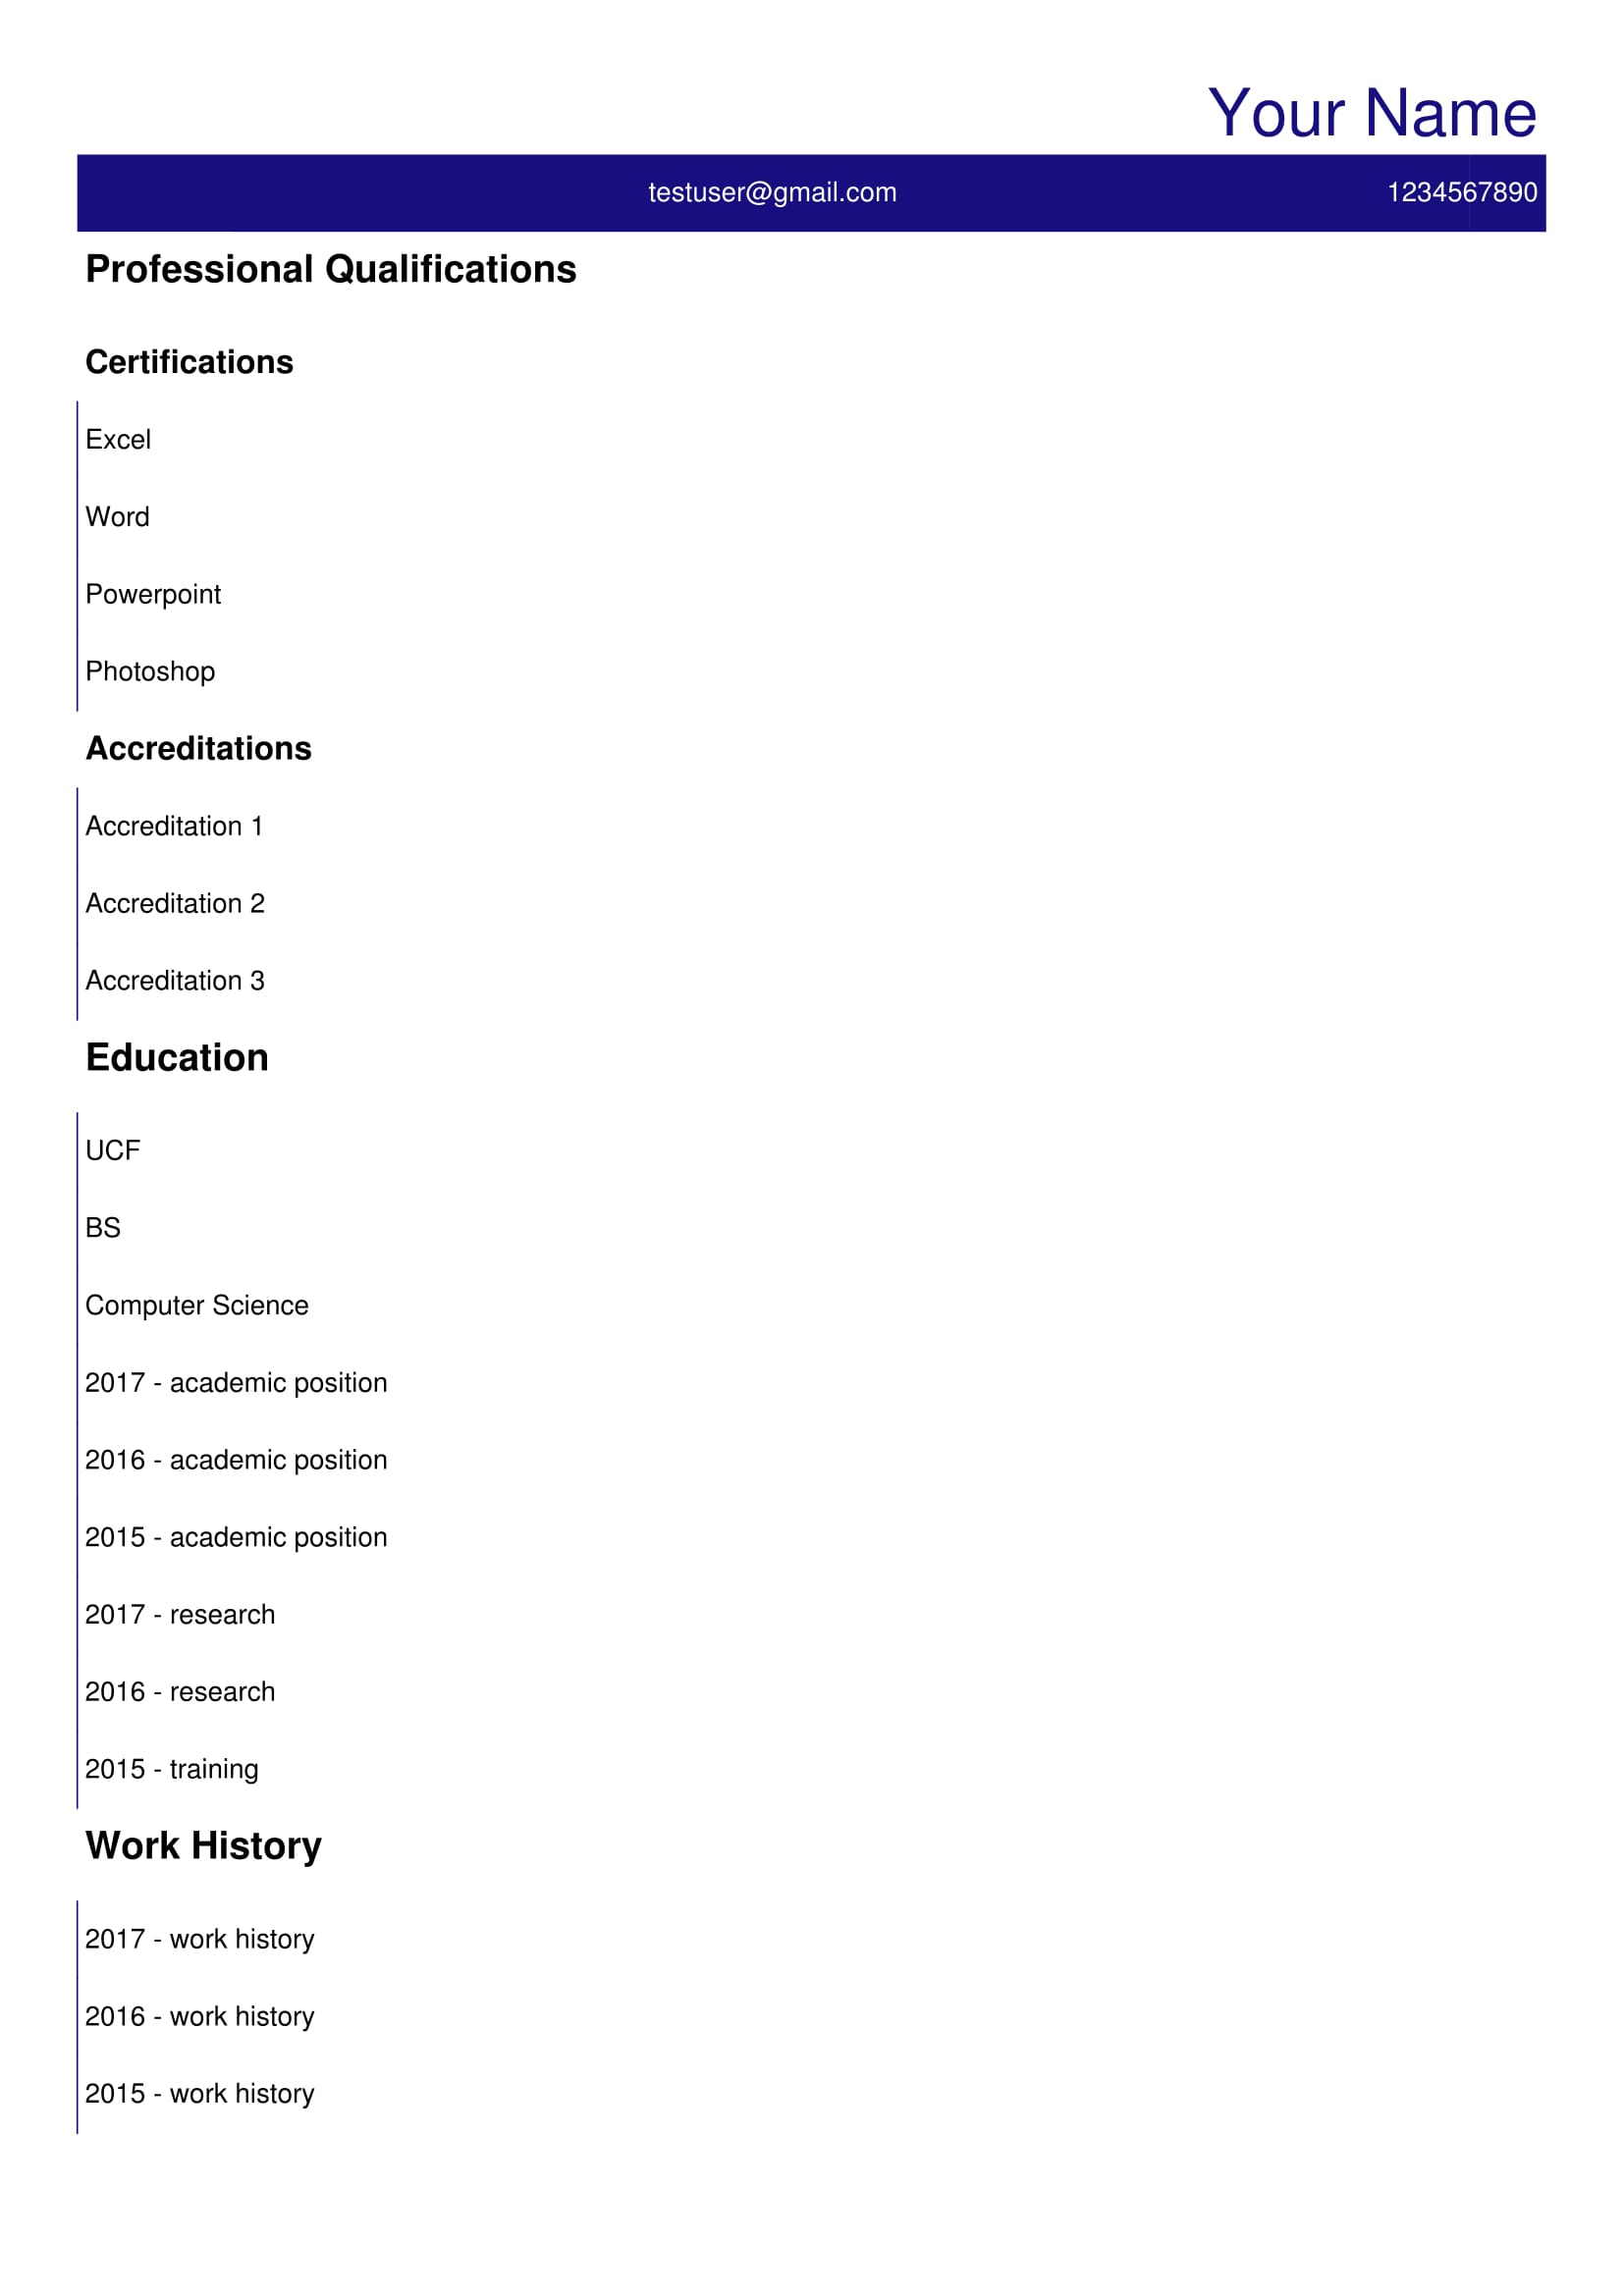 Your Name
testuser@gmail.com 1234567890
Professional Qualifications
Certifications
Excel
Word
Powerpoint
Photoshop
Accreditations
Accreditation 1
Accreditation 2
Accreditation 3
Education
UCF
BS
Computer Science
2017 - academic position
2016 - academic position
2015 - academic position
2017 - research
2016 - research
2015 - training
Work History
2017 - work history
2016 - work history
2015 - work history